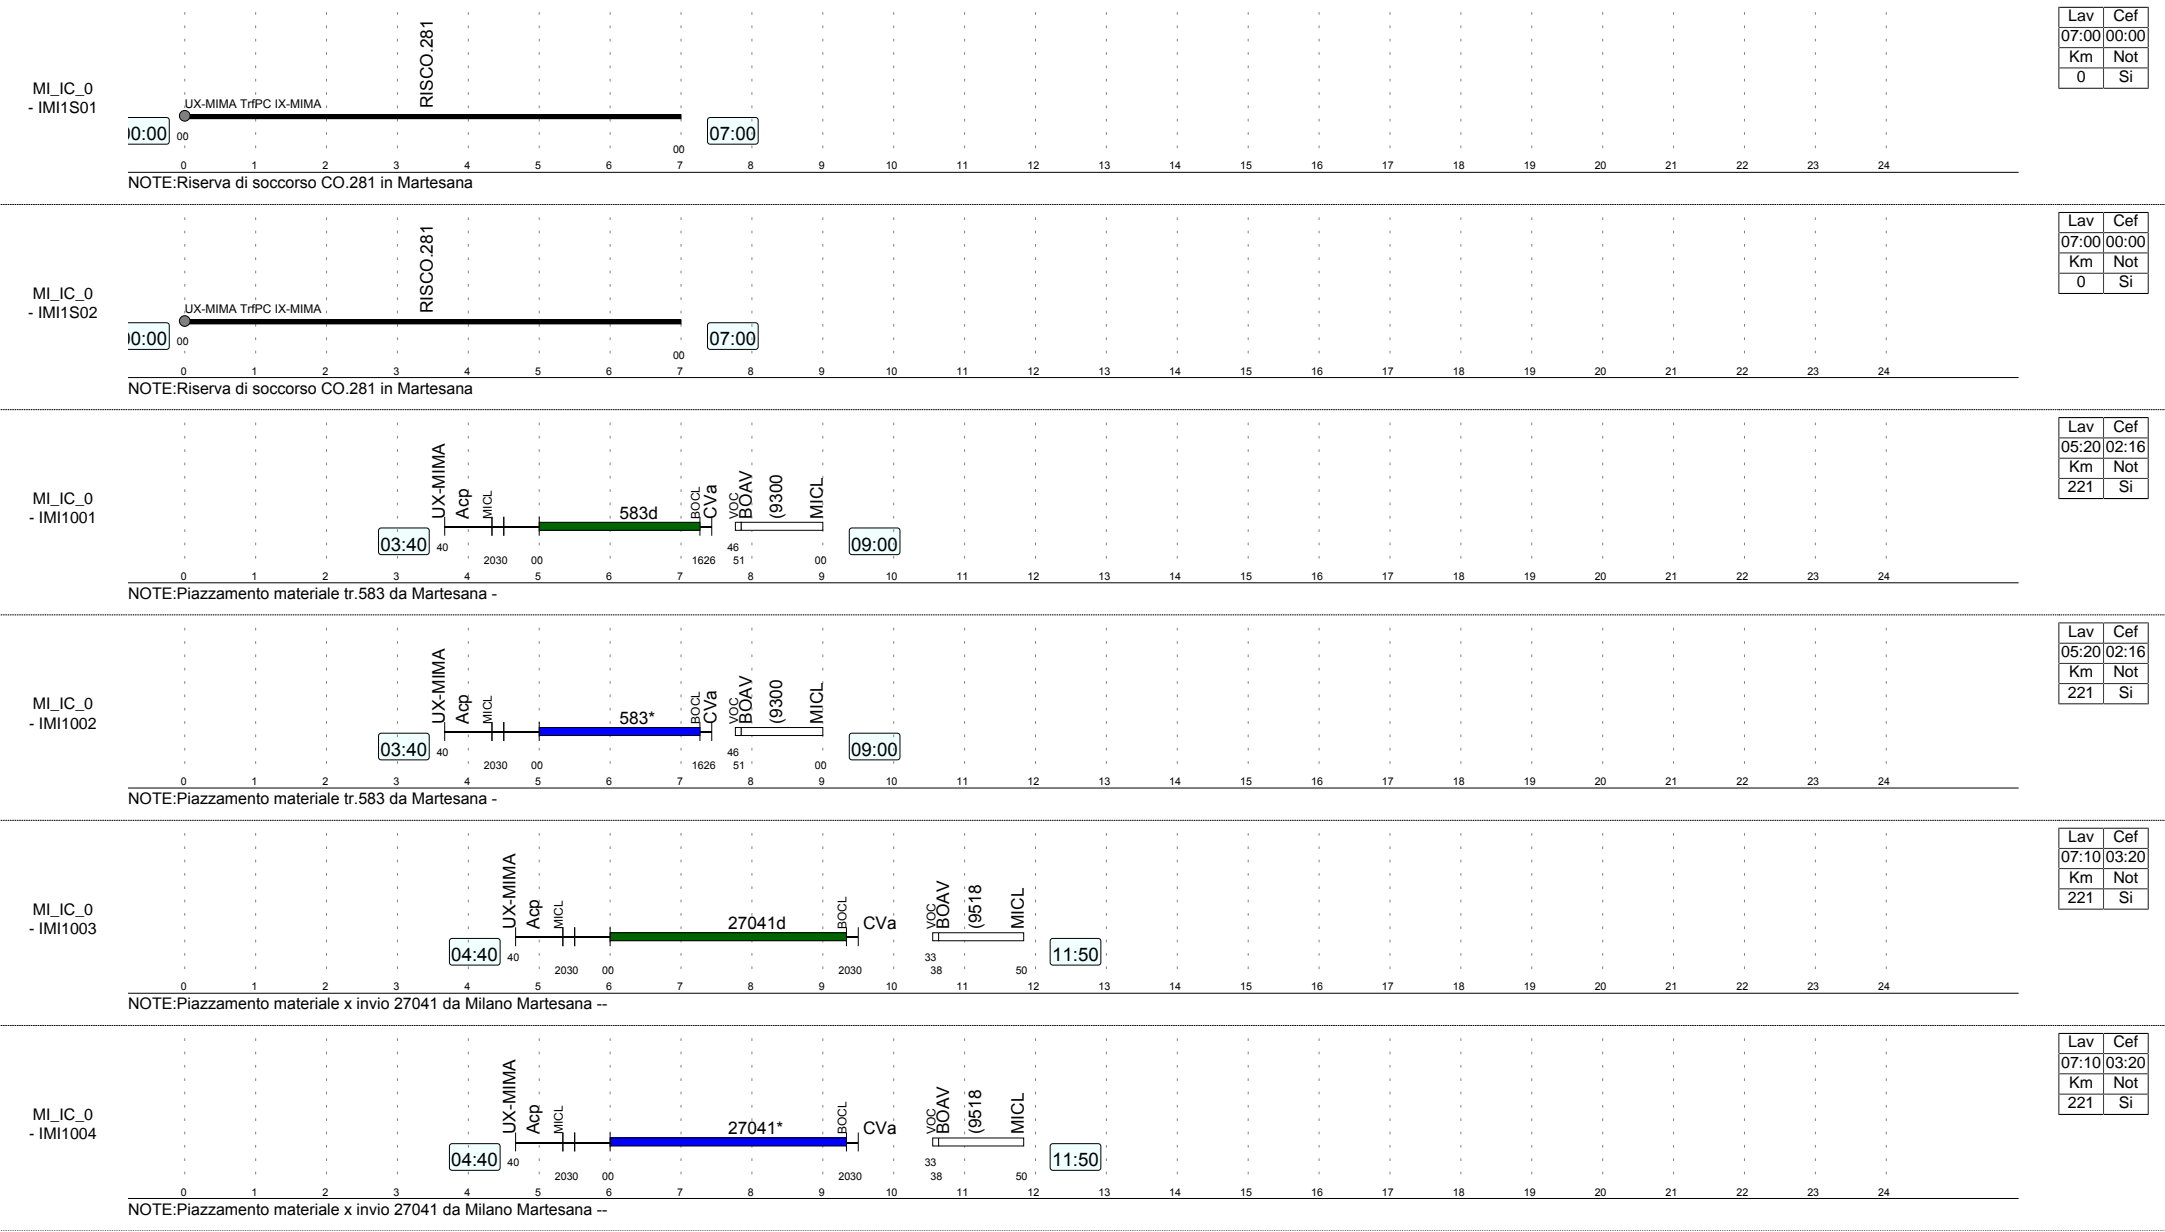 Lav Cef
07:00 00:00
Km Not
0 Si
MI_IC_0
- IMI1S01
RISCO.281
UX-MIMA TrfPC IX-MIMA
00:00 00
07:00
00
0 1 2 3 4 5 6 7 8 9 10 11 12 13 14 15 16 17 18 19 20 21 22 23 24
NOTE:Riserva di soccorso CO.281 in Martesana
Lav Cef
07:00 00:00
Km Not
0 Si
MI_IC_0
- IMI1S02
RISCO.281
UX-MIMA TrfPC IX-MIMA
00:00 00
07:00
00
0 1 2 3 4 5 6 7 8 9 10 11 12 13 14 15 16 17 18 19 20 21 22 23 24
NOTE:Riserva di soccorso CO.281 in Martesana
Lav Cef
05:20 02:16
Km Not
221 Si
MI_IC_0
- IMI1001
UX-MIMA Acp MICL 583d BOCL CVa VOC BOAV (9300 MICL
03:40 40 46 09:00
2030 00 1626 51 00
0 1 2 3 4 5 6 7 8 9 10 11 12 13 14 15 16 17 18 19 20 21 22 23 24
NOTE:Piazzamento materiale tr.583 da Martesana -
Lav Cef
05:20 02:16
Km Not
221 Si
MI_IC_0
- IMI1002
UX-MIMA Acp MICL 583* BOCL CVa VOC BOAV (9300 MICL
03:40 40 46 09:00
2030 00 1626 51 00
0 1 2 3 4 5 6 7 8 9 10 11 12 13 14 15 16 17 18 19 20 21 22 23 24
NOTE:Piazzamento materiale tr.583 da Martesana -
Lav Cef
07:10 03:20
Km Not
221 Si
MI_IC_0
- IMI1003
UX-MIMA Acp MICL 27041d BOCL CVa VOC BOAV (9518 MICL
04:40 40 33 11:50
2030 00 2030 38 50
0 1 2 3 4 5 6 7 8 9 10 11 12 13 14 15 16 17 18 19 20 21 22 23 24
NOTE:Piazzamento materiale x invio 27041 da Milano Martesana --
Lav Cef
07:10 03:20
Km Not
221 Si
MI_IC_0
- IMI1004
UX-MIMA Acp MICL 27041* BOCL CVa VOC BOAV (9518 MICL
04:40 40 33 11:50
2030 00 2030 38 50
0 1 2 3 4 5 6 7 8 9 10 11 12 13 14 15 16 17 18 19 20 21 22 23 24
NOTE:Piazzamento materiale x invio 27041 da Milano Martesana --